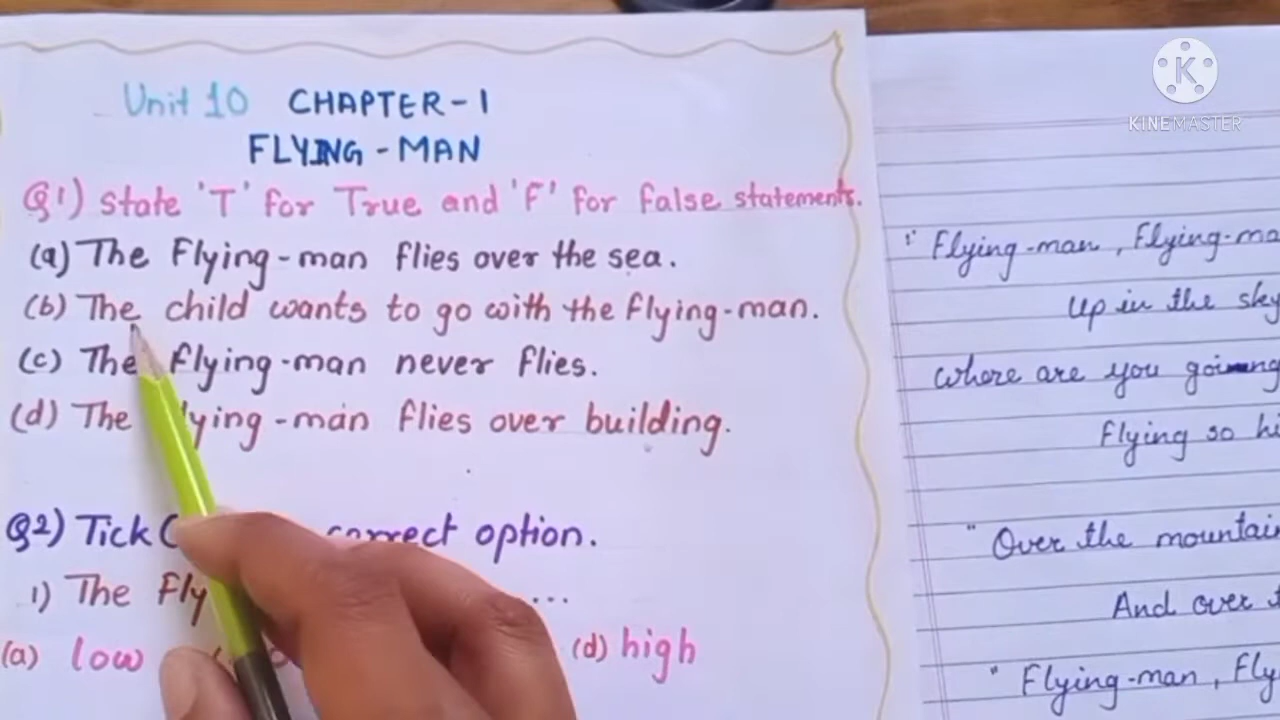 Unit 10 CHAPTER-1
FLYING-MAN
Q1) State 'T' for True and 'F' for false statements.
(a) The Flying-man flies over the sea.
(b) The child wants to go with the flying-man.
(c) The flying-man never flies.
(d) The flying-man flies over building.
Q2) Tick correct option.
1) The Fly ...
(a) low (d) high
KINEMASTER
" Flying-man, Flying-ma
Up in the sky
where are you going
Flying so hi
" Over the mountai
And over t
" Flying-man, Fly